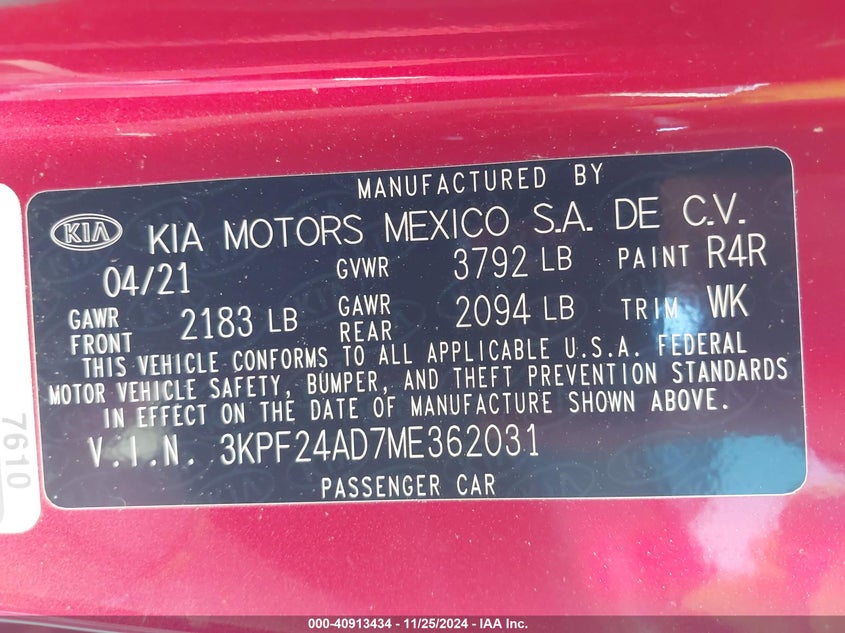 MANUFACTURED BY
KIA KIA MOTORS MEXICO S.A. DE C.V.
04/21 GVWR 3792 LB PAINT R4R
GAWR FRONT 2183 LB GAWR REAR 2094 LB TRIM WK
THIS VEHICLE CONFORMS TO ALL APPLICABLE U.S.A. FEDERAL
MOTOR VEHICLE SAFETY, BUMPER, AND THEFT PREVENTION STANDARDS
IN EFFECT ON THE DATE OF MANUFACTURE SHOWN ABOVE.
V.I.N. 3KPF24AD7ME362031
PASSENGER CAR
7610
000-40913434 - 11/25/2024 - IAA Inc.